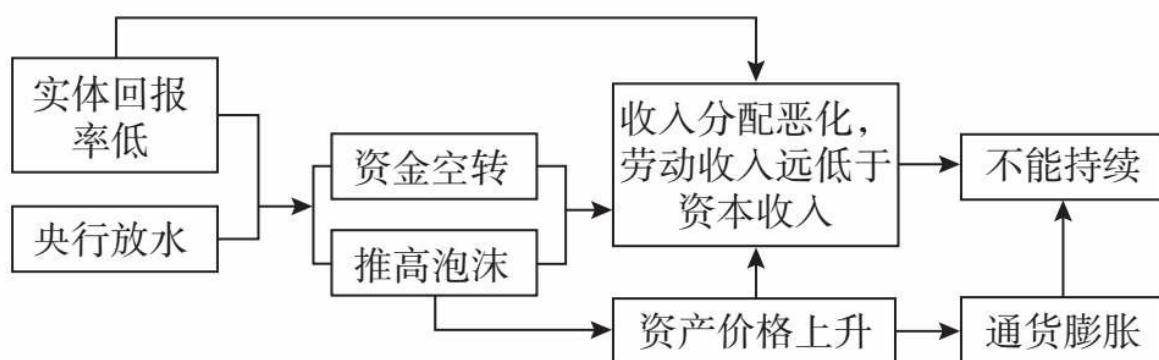 实体回报
率低
央行放水
资金空转
推高泡沫
收入分配恶化，
劳动收入远低于
资本收入
资产价格上升
不能持续
通货膨胀